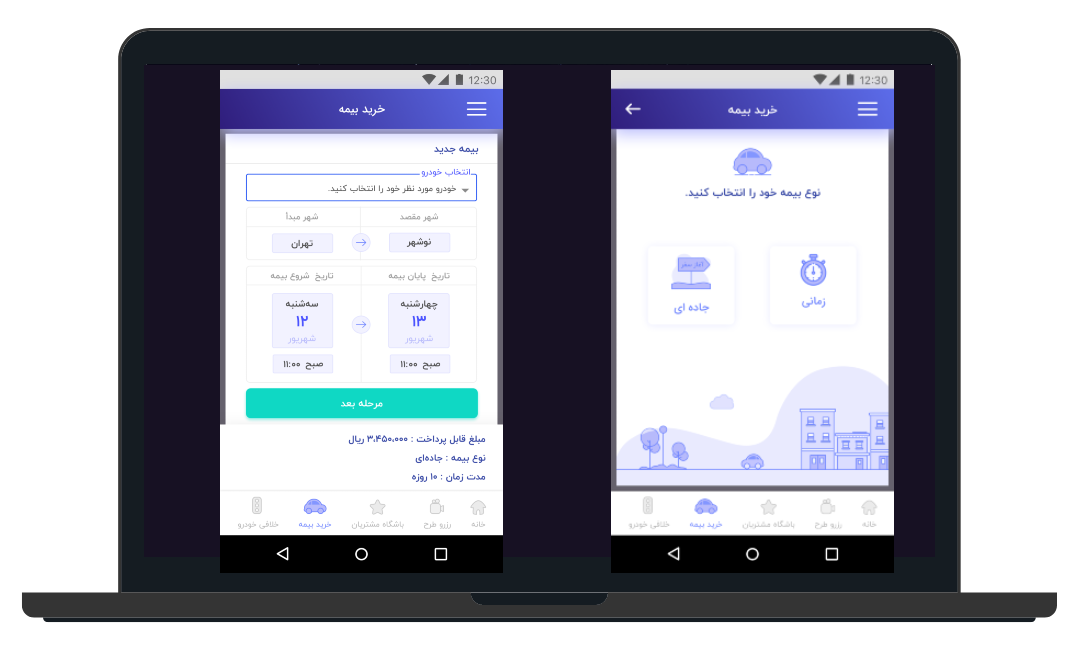 12:30
خرید بیمه
بیمه جدید
انتخاب خودرو
خودرو مورد نظر خود را انتخاب کنید.
شهر مقصد
شهر مبدأ
نوشهر
تهران
تاریخ پایان بیمه
تاریخ شروع بیمه
چهارشنبه
سه‌شنبه
۱۳
۱۲
شهریور
شهریور
صبح ۱۱:۰۰
صبح ۱۱:۰۰
مرحله بعد
مبلغ قابل پرداخت : ۳،۴۵۰،۰۰۰ ریال
نوع بیمه : جاده‌ای
مدت زمان : ۱۰ روزه
خانه
رزرو طرح
باشگاه مشتریان
خرید بیمه
خلافی خودرو
12:30
خرید بیمه
نوع بیمه خود را انتخاب کنید.
زمانی
جاده ای
خانه
رزرو طرح
باشگاه مشتریان
خرید بیمه
خلافی خودرو